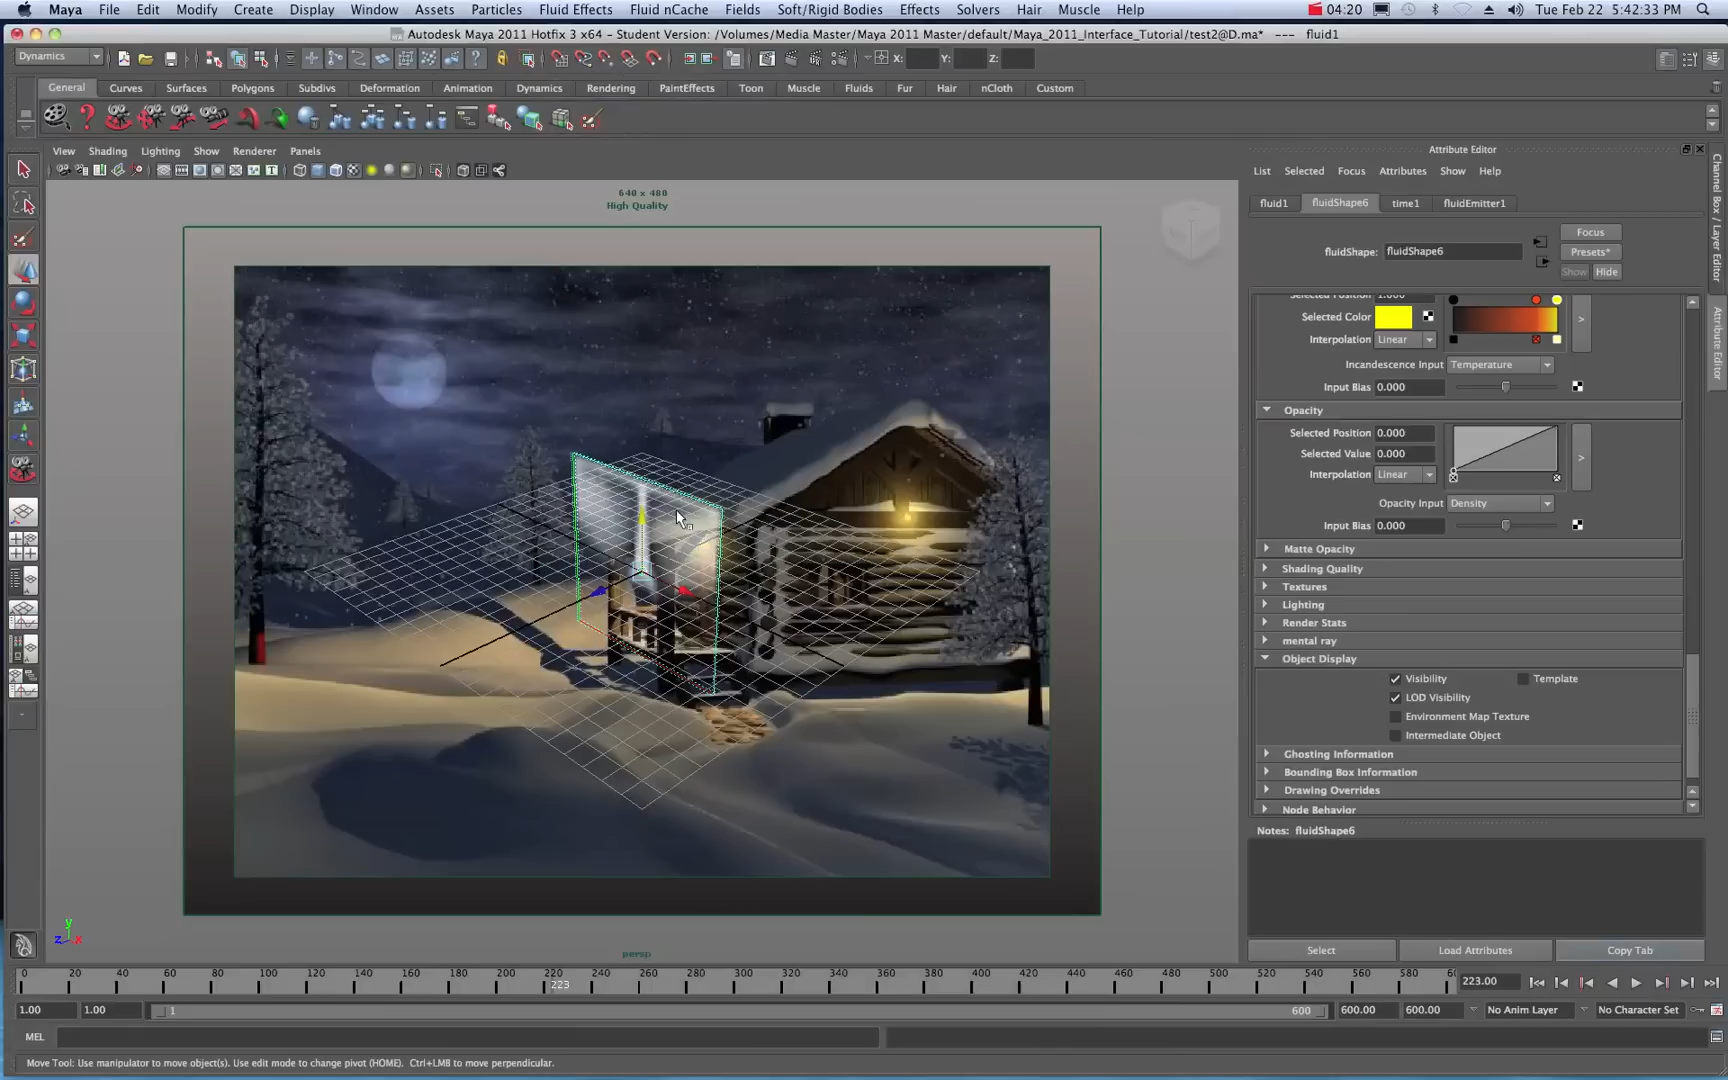 Maya File Edit Modify Create Display Window Assets Particles Fluid Effects Fluid nCache Fields Soft/Rigid Bodies Effects Solvers Hair Muscle Help 04:20 Tue Feb 22 5:42:33 PM
Autodesk Maya 2011 Hotfix 3 x64 - Student Version: /Volumes/Media Master/Maya 2011 Master/default/Maya_2011_Interface_Tutorial/test2@D.ma* --- fluid1
Dynamics X: Y: Z:
General Curves Surfaces Polygons Subdivs Deformation Animation Dynamics Rendering PaintEffects Toon Muscle Fluids Fur Hair nCloth Custom
View Shading Lighting Show Renderer Panels
Attribute Editor
List Selected Focus Attributes Show Help
640 x 480
High Quality
fluid1 fluidShape6 time1 fluidEmitter1
Focus
fluidShape: fluidShape6
Presets*
Show Hide
Selected Position 1.000
Selected Color
Interpolation Linear
Incandescence Input Temperature
Input Bias 0.000
Opacity
Selected Position 0.000
Selected Value 0.000
Interpolation Linear
Opacity Input Density
Input Bias 0.000
Matte Opacity
Shading Quality
Textures
Lighting
Render Stats
mental ray
Object Display
Visibility Template
LOD Visibility
Environment Map Texture
Intermediate Object
Ghosting Information
Bounding Box Information
Drawing Overrides
Node Behavior
Notes: fluidShape6
Select Load Attributes Copy Tab
Channel Box / Layer Editor
Attribute Editor
y
z x
persp
0 20 40 60 80 100 120 140 160 180 200 220 240 260 280 300 320 340 360 380 400 420 440 460 480 500 520 540 560 580 60
223
223.00
1.00 1.00 1 600 600.00 600.00 No Anim Layer No Character Set
MEL
Move Tool: Use manipulator to move object(s). Use edit mode to change pivot (HOME). Ctrl+LMB to move perpendicular.